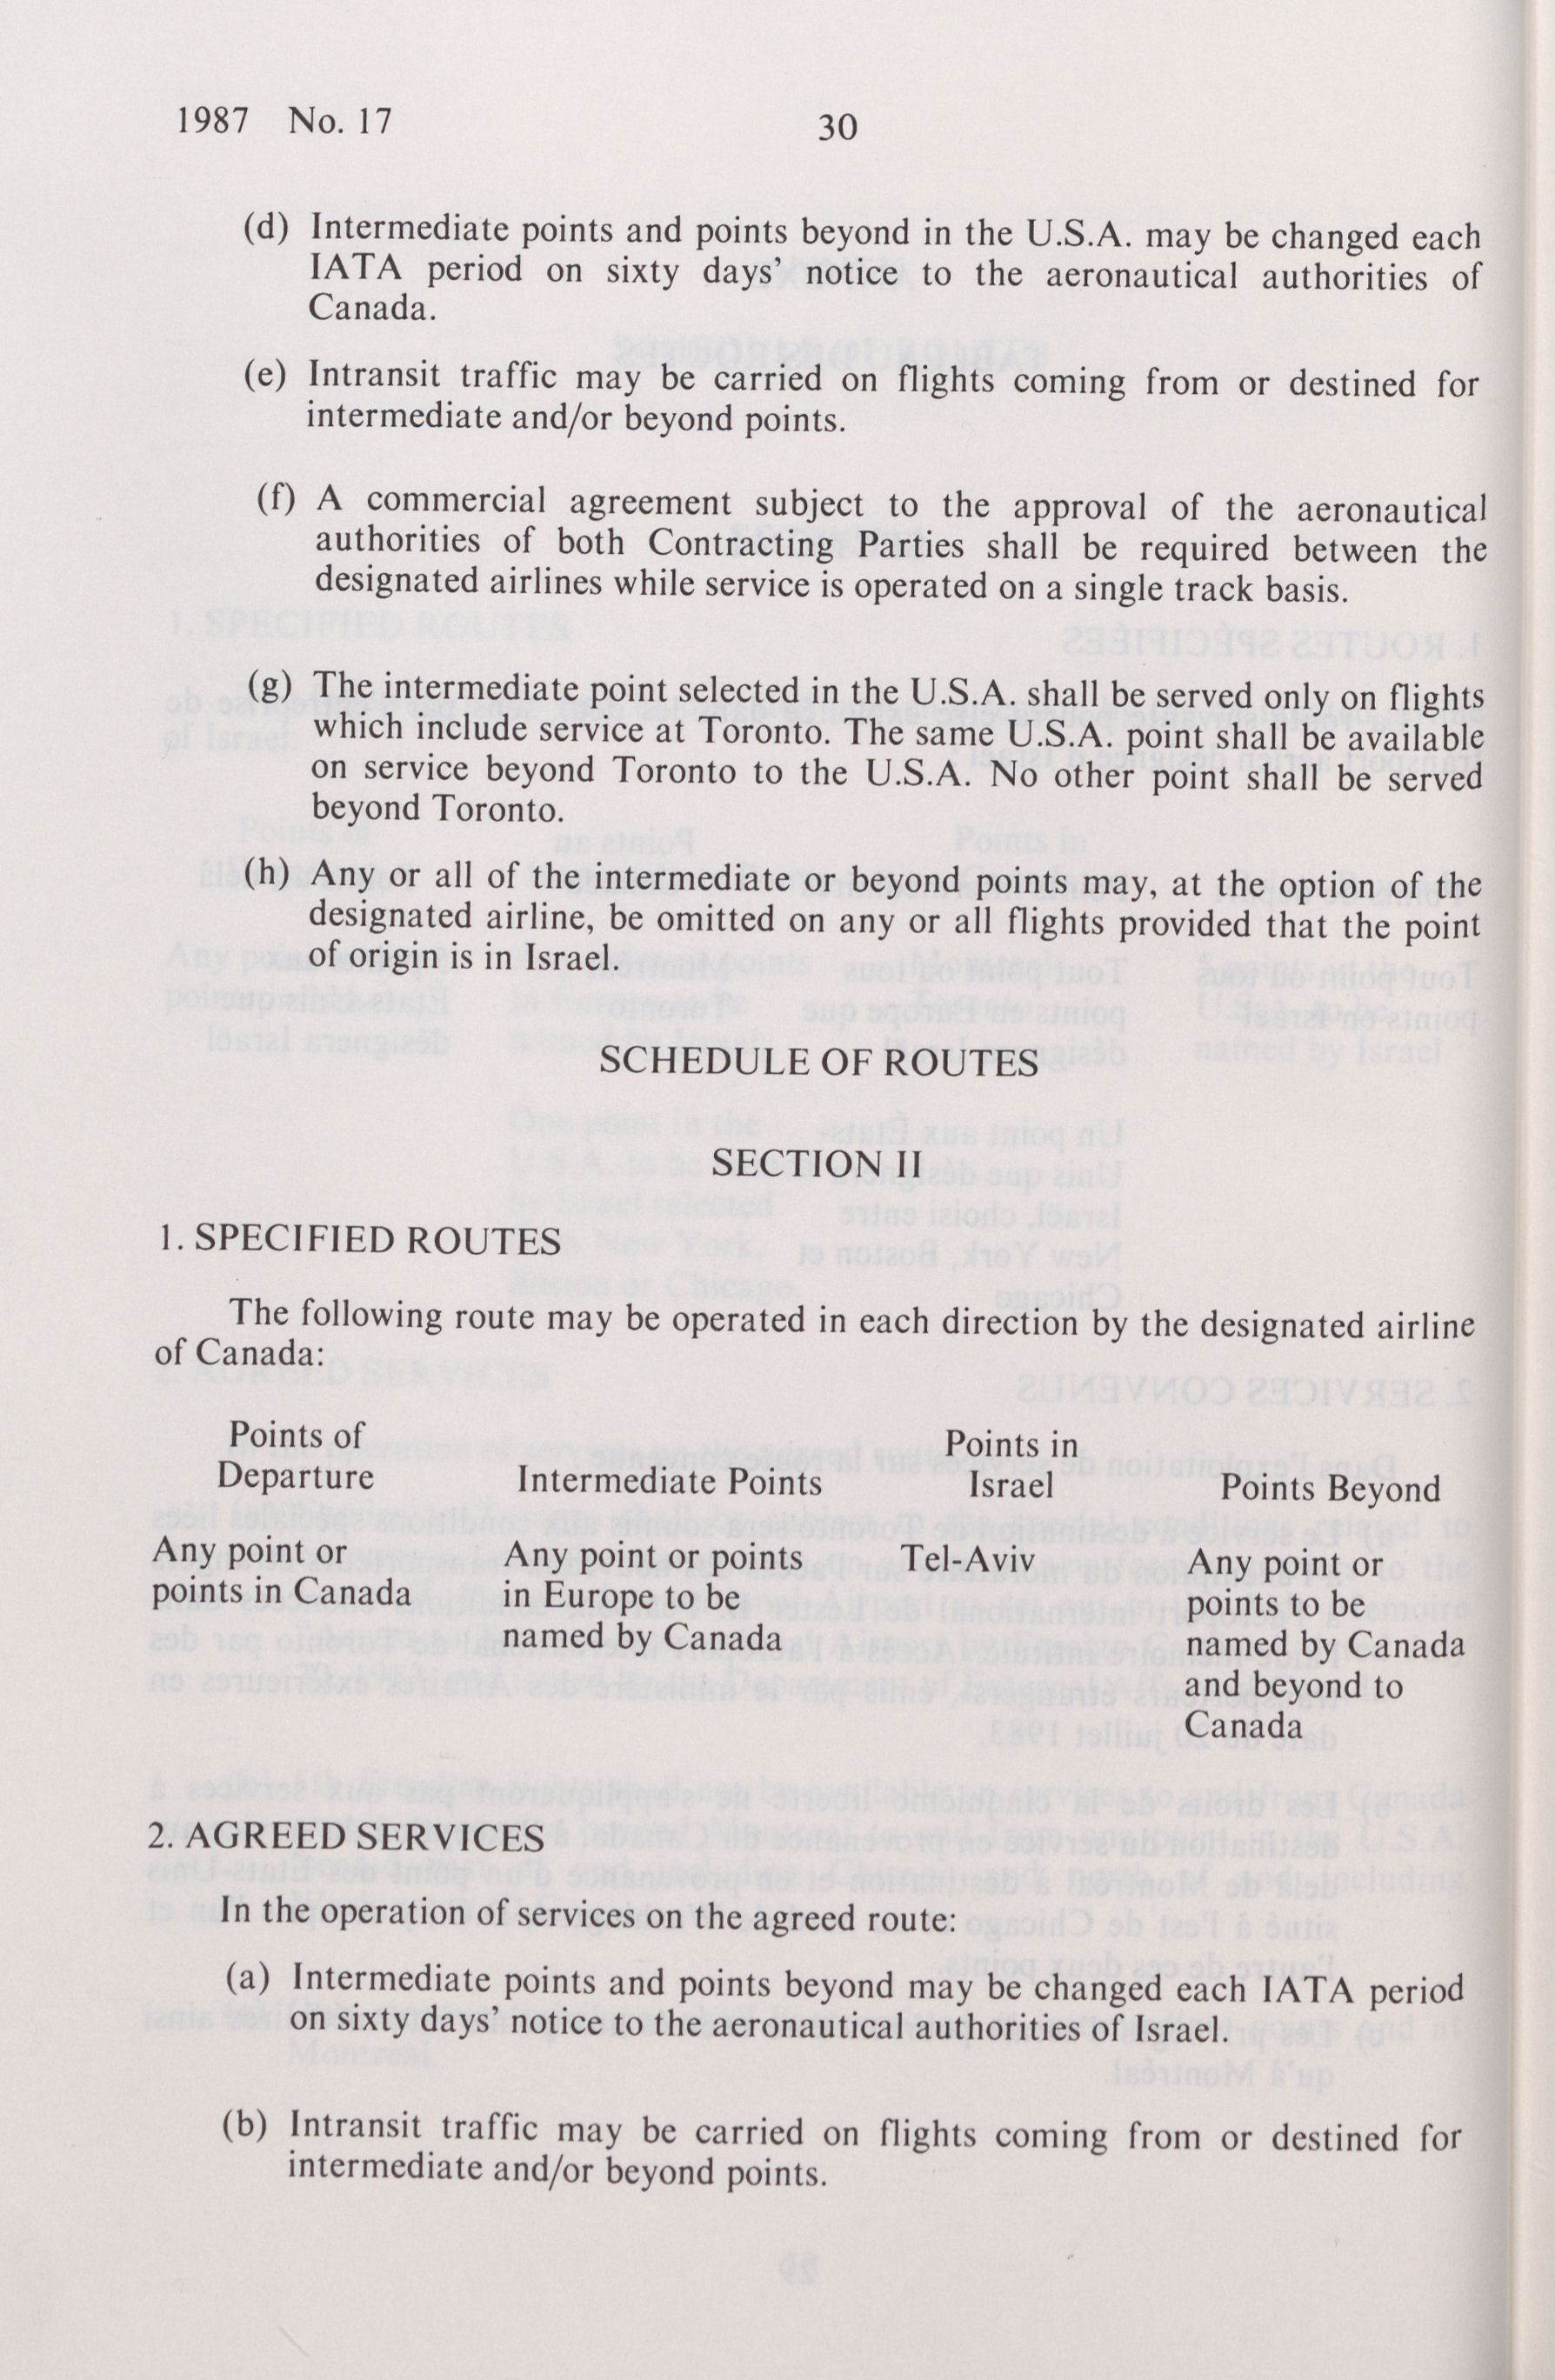 1987 No. 17
30
(d) Intermediate points and points beyond in the U.S.A. may be changed each
IATA period on sixty days' notice to the aeronautical authorities of
Canada.
(e) Intransit traffic may be carried on flights coming from or destined for
intermediate and/or beyond points.
(f) A commercial agreement subject to the approval of the aeronautical
authorities of both Contracting Parties shall be required between the
designated airlines while service is operated on a single track basis.
(g) The intermediate point selected in the U.S.A. shall be served only on flights
which include service at Toronto. The same U.S.A. point shall be available
on service beyond Toronto to the U.S.A. No other point shall be served
beyond Toronto.
(h) Any or all of the intermediate or beyond points may, at the option of the
designated airline, be omitted on any or all flights provided that the point
of origin is in Israel.
SCHEDULE OF ROUTES
SECTION II
1. SPECIFIED ROUTES
The following route may be operated in each direction by the designated airline
of Canada:
Points of
Departure
Intermediate Points
Points in
Israel
Points Beyond
Any point or
points in Canada
Any point or points
in Europe to be
named by Canada
Tel-Aviv
Any point or
points to be
named by Canada
and beyond to
Canada
2. AGREED SERVICES
In the operation of services on the agreed route:
(a) Intermediate points and points beyond may be changed each IATA period
on sixty days' notice to the aeronautical authorities of Israel.
(b) Intransit traffic may be carried on flights coming from or destined for
intermediate and/or beyond points.